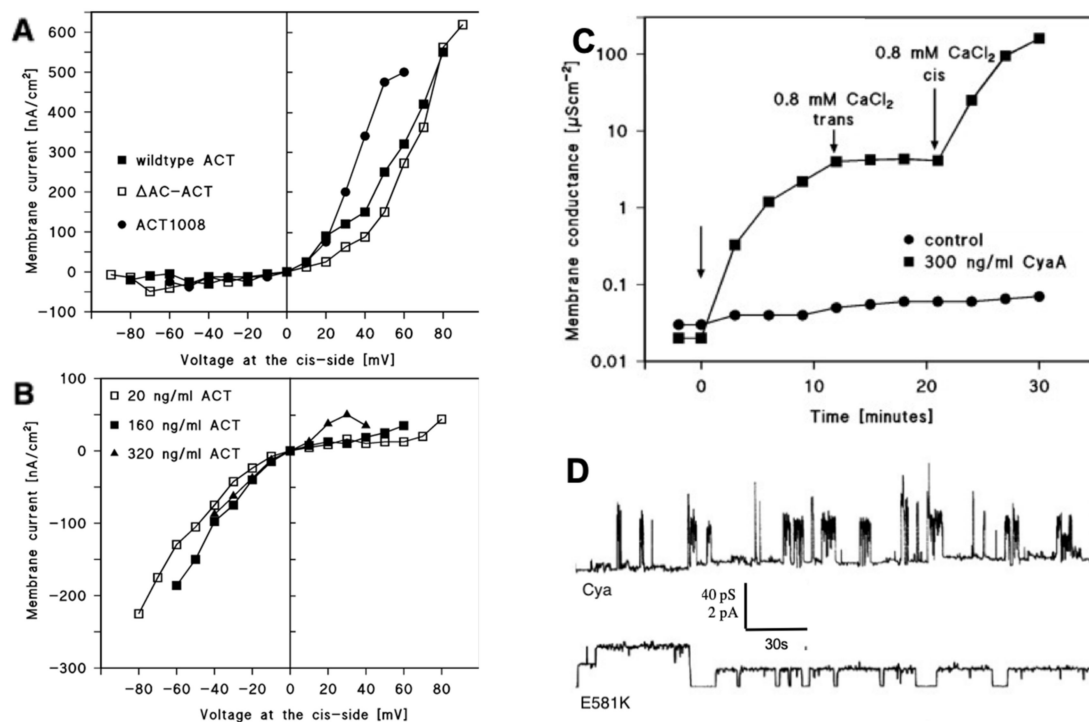 A
600
500
400
300
200
100
0
-100
Membrane current [nA/cm²]
wildtype ACT
ΔAC-ACT
ACT1008
-80 -60 -40 -20 0 20 40 60 80
Voltage at the cis-side [mV]
B
100
0
-100
-200
-300
Membrane current [nA/cm²]
20 ng/ml ACT
160 ng/ml ACT
320 ng/ml ACT
-80 -60 -40 -20 0 20 40 60 80
Voltage at the cis-side [mV]
C
100
10
1
0.1
0.01
Membrane conductance [µScm⁻²]
0.8 mM CaCl₂
trans
0.8 mM CaCl₂
cis
control
300 ng/ml CyaA
0 10 20 30
Time [minutes]
D
Cya
40 pS
2 pA
30s
E581K